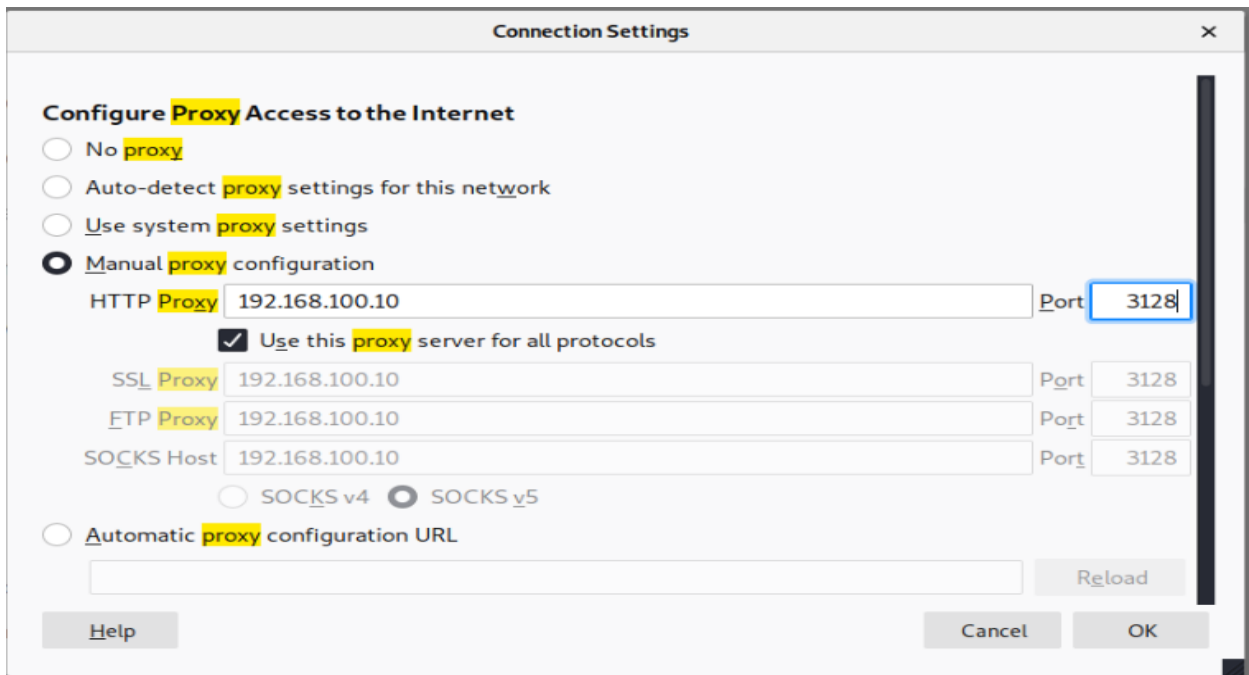 Connection Settings ×
Configure Proxy Access to the Internet
No proxy
Auto-detect proxy settings for this network
Use system proxy settings
Manual proxy configuration
HTTP Proxy 192.168.100.10 Port 3128
Use this proxy server for all protocols
SSL Proxy 192.168.100.10 Port 3128
FTP Proxy 192.168.100.10 Port 3128
SOCKS Host 192.168.100.10 Port 3128
SOCKS v4 SOCKS v5
Automatic proxy configuration URL
Reload
Help Cancel OK